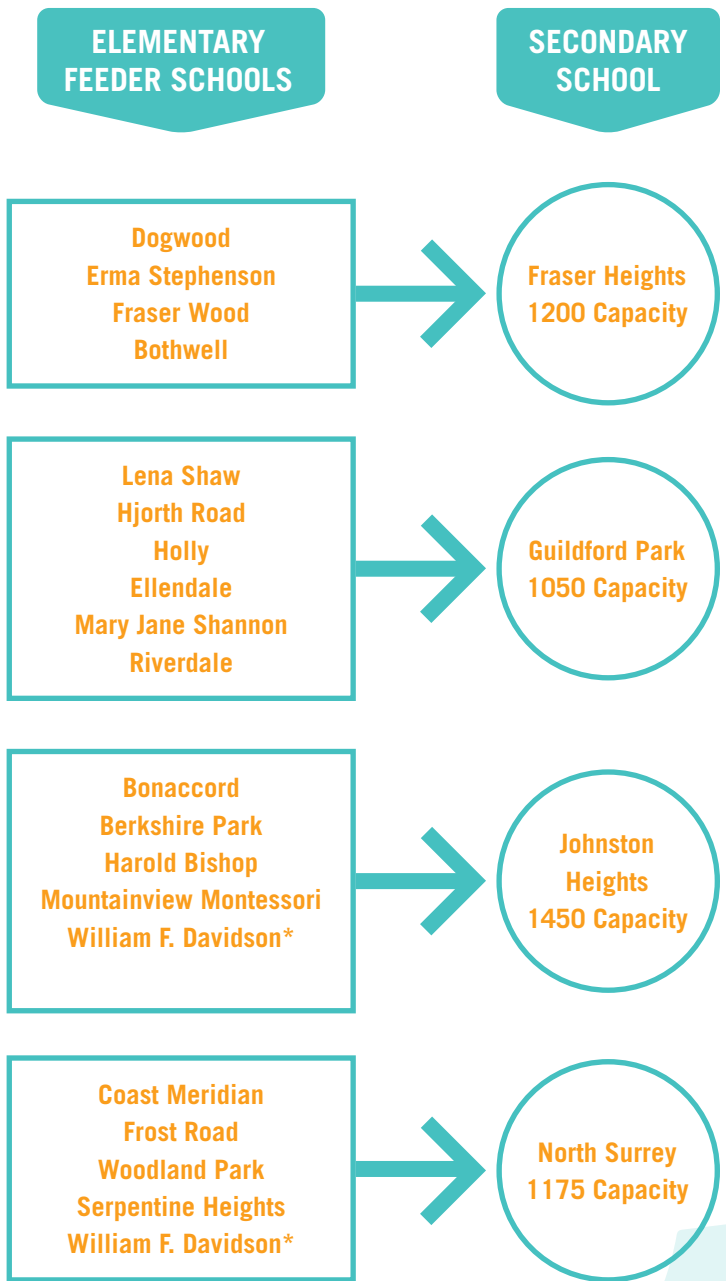 ELEMENTARY
FEEDER SCHOOLS
SECONDARY
SCHOOL
Dogwood
Erma Stephenson
Fraser Wood
Bothwell
Fraser Heights
1200 Capacity
Lena Shaw
Hjorth Road
Holly
Ellendale
Mary Jane Shannon
Riverdale
Guildford Park
1050 Capacity
Bonaccord
Berkshire Park
Harold Bishop
Mountainview Montessori
William F. Davidson*
Johnston
Heights
1450 Capacity
Coast Meridian
Frost Road
Woodland Park
Serpentine Heights
William F. Davidson*
North Surrey
1175 Capacity